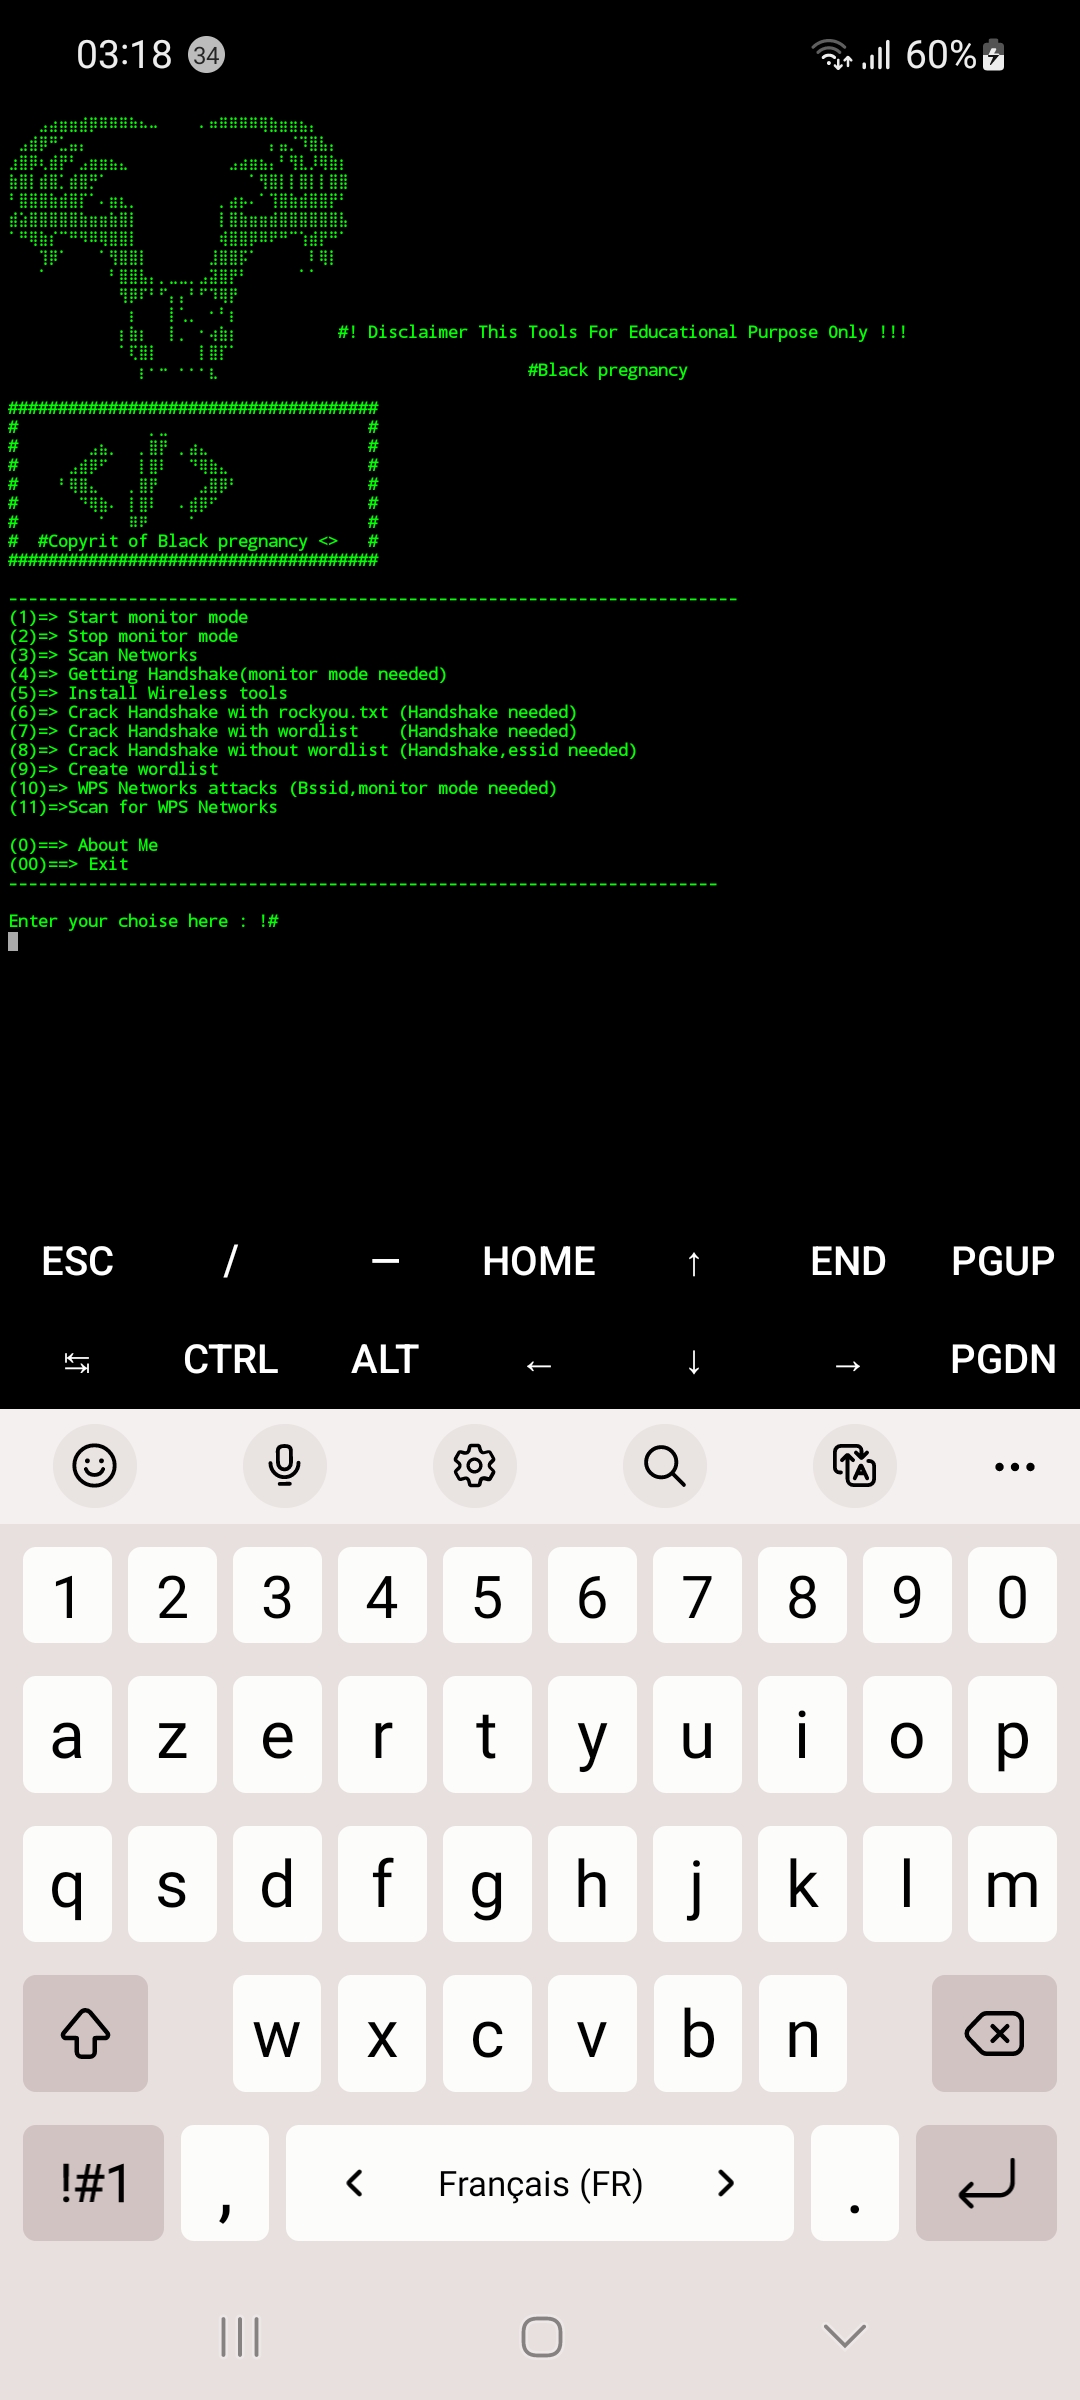 03:18 34 60%
#! Disclaimer This Tools For Educational Purpose Only !!!
#Black pregnancy
#####################################
# #
# #
# #
# #
# #
# #
# #Copyrit of Black pregnancy <> #
#####################################
-------------------------------------------------------------------------
(1)=> Start monitor mode
(2)=> Stop monitor mode
(3)=> Scan Networks
(4)=> Getting Handshake(monitor mode needed)
(5)=> Install Wireless tools
(6)=> Crack Handshake with rockyou.txt (Handshake needed)
(7)=> Crack Handshake with wordlist (Handshake needed)
(8)=> Crack Handshake without wordlist (Handshake,essid needed)
(9)=> Create wordlist
(10)=> WPS Networks attacks (Bssid,monitor mode needed)
(11)=>Scan for WPS Networks
(0)==> About Me
(00)==> Exit
-----------------------------------------------------------------------
Enter your choise here : !#
ESC / — HOME ↑ END PGUP
↹ CTRL ALT ← ↓ → PGDN
1 2 3 4 5 6 7 8 9 0
a z e r t y u i o p
q s d f g h j k l m
w x c v b n
!#1 , < Français (FR) > .